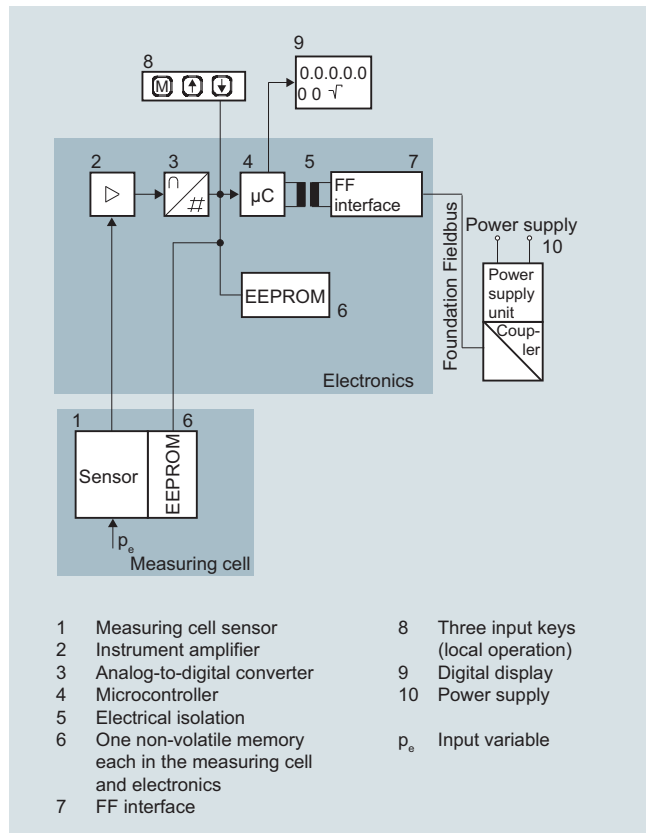 8
M
9
0.0.0.0.0
0 0 √
2
3
∩
#
4
µC
5
7
FF
interface
Foundation Fieldbus
Power supply
10
Power
supply
unit
Coup-
ler
EEPROM
6
Electronics
1
6
Sensor
EEPROM
pe
Measuring cell
1 Measuring cell sensor
2 Instrument amplifier
3 Analog-to-digital converter
4 Microcontroller
5 Electrical isolation
6 One non-volatile memory
each in the measuring cell
and electronics
7 FF interface
8 Three input keys
(local operation)
9 Digital display
10 Power supply
pe Input variable